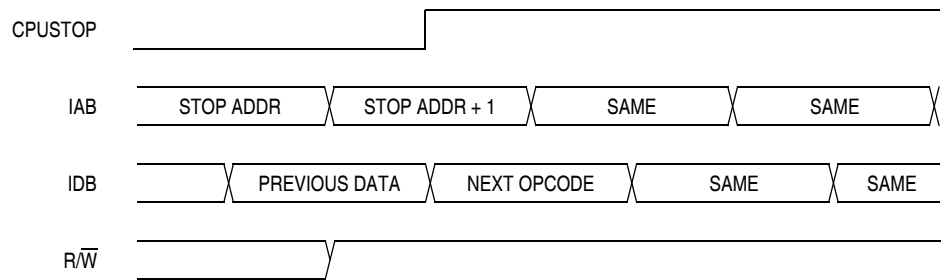 CPUSTOP
IAB STOP ADDR STOP ADDR + 1 SAME SAME
IDB PREVIOUS DATA NEXT OPCODE SAME SAME
R/W̅